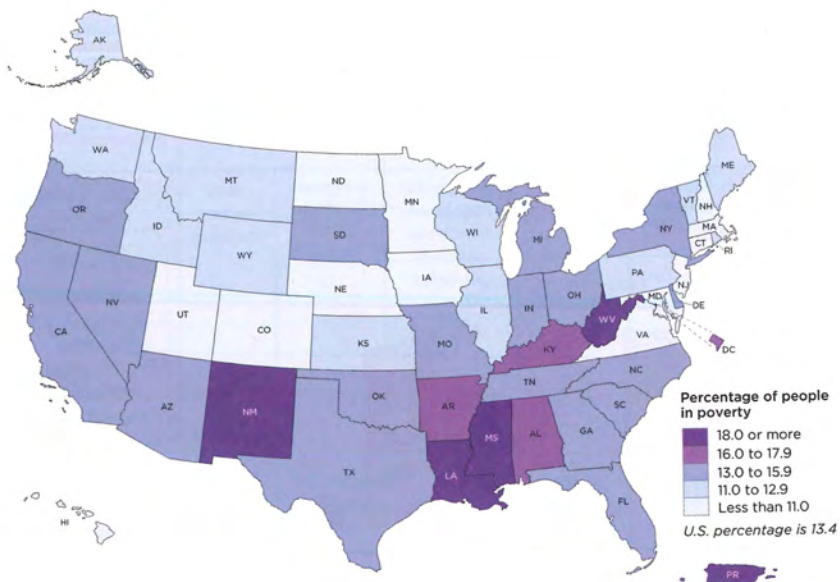 AK
WA
MT
ND
MN
ME
VT
NH
OR
ID
WY
SD
WI
MI
NY
MA
CT
RI
NV
UT
CO
NE
IA
IL
IN
OH
PA
NJ
MD
DE
CA
KS
MO
KY
WV
VA
DC
AZ
NM
OK
AR
TN
NC
SC
TX
LA
MS
AL
GA
FL
HI
PR
Percentage of people
in poverty
18.0 or more
16.0 to 17.9
13.0 to 15.9
11.0 to 12.9
Less than 11.0
U.S. percentage is 13.4